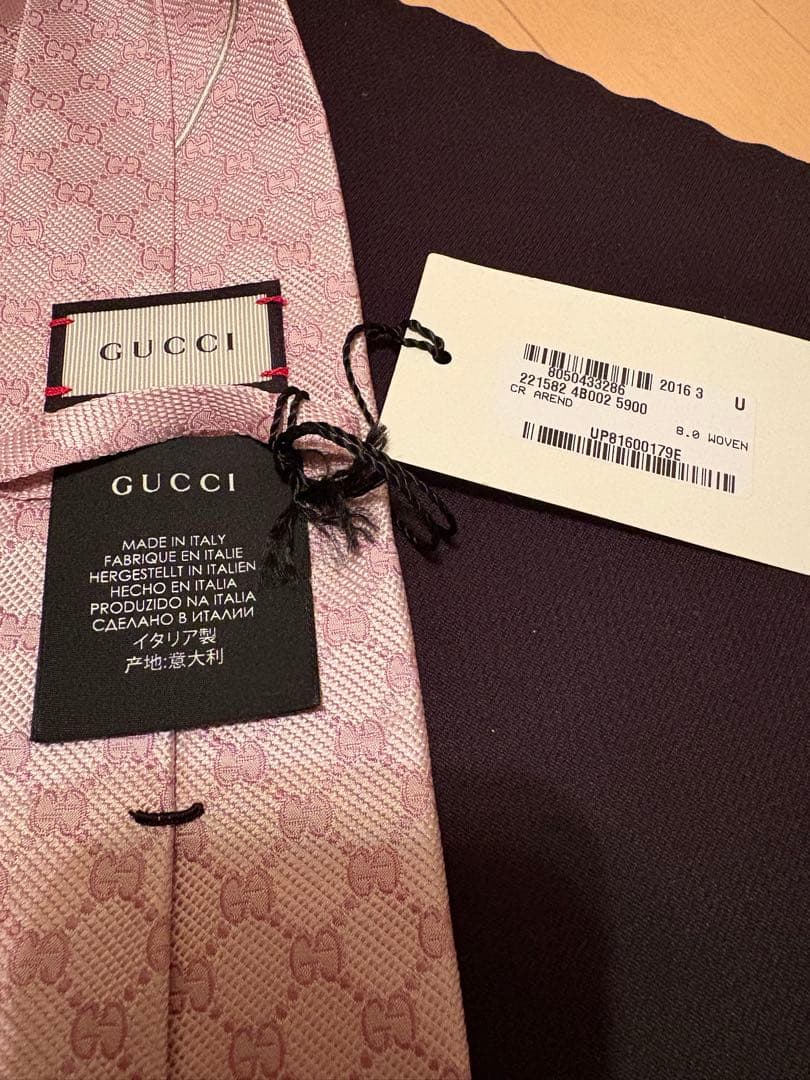 GUCCI
GUCCI
MADE IN ITALY
FABRIQUE EN ITALIE
HERGESTELLT IN ITALIEN
HECHO EN ITALIA
PRODUZIDO NA ITALIA
СДЕЛАНО В ИТАЛИИ
イタリア製
产地:意大利
8050433286 2016 3 U
221582 4B002 5900
CR AREND 8.0 WOVEN
UP81600179E